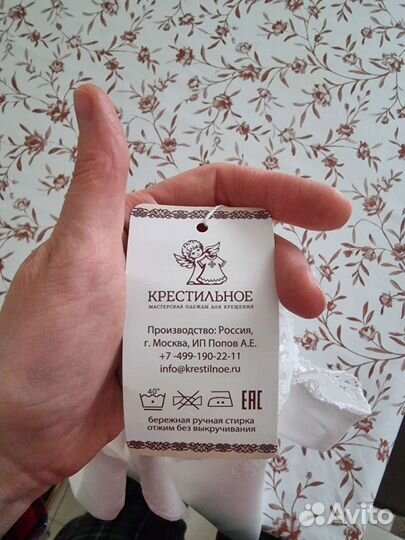 КРЕСТИЛЬНОЕ
МАСТЕРСКАЯ ОДЕЖДЫ ДЛЯ КРЕЩЕНИЯ
Производство: Россия,
г. Москва, ИП Попов А.Е.
+7 -499-190-22-11
info@krestilnoe.ru
40° EAC
бережная ручная стирка
отжим без выкручивания
Avito